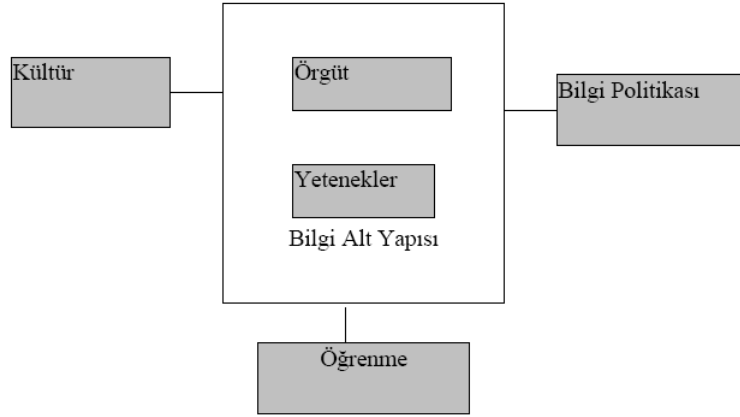 Kültür
Örgüt
Bilgi Politikası
Yetenekler
Bilgi Alt Yapısı
Öğrenme